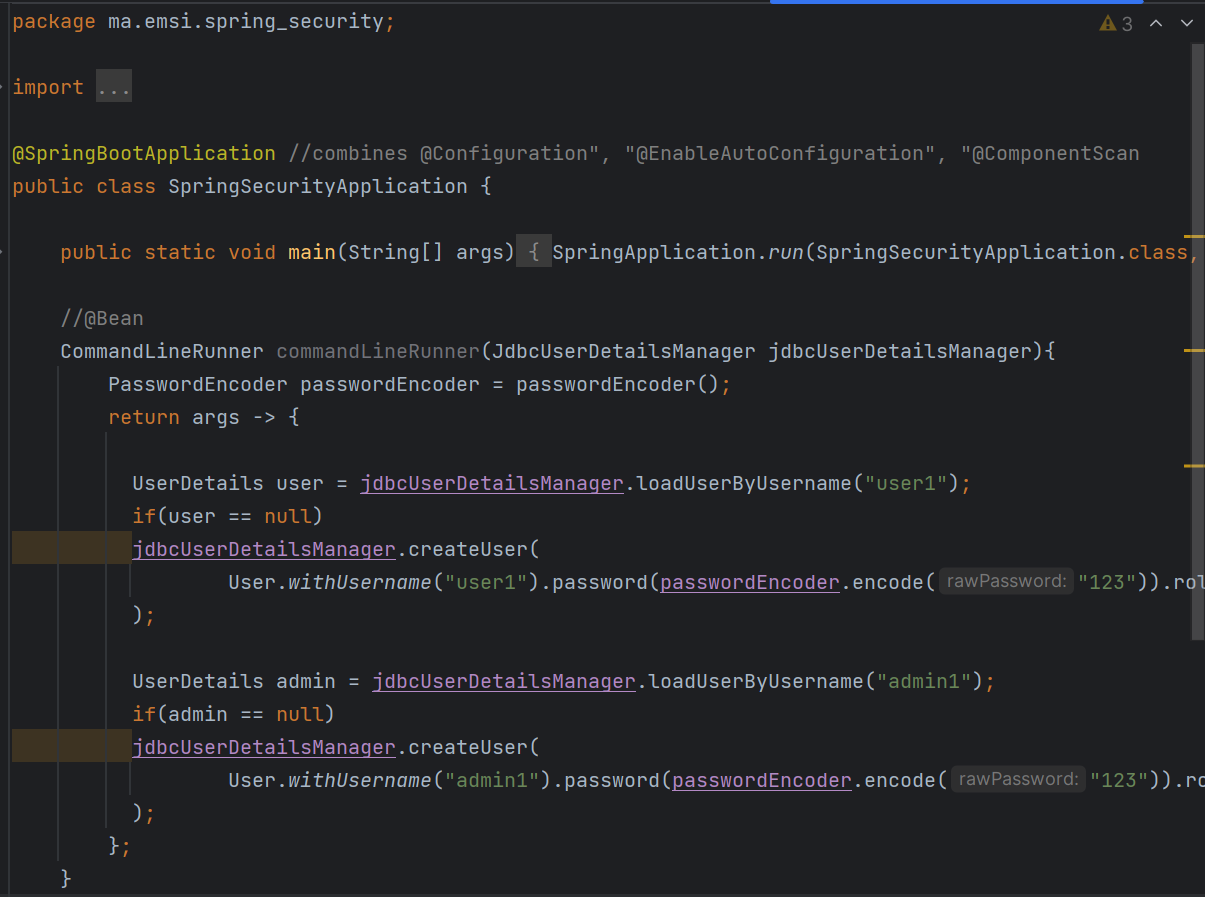 package ma.emsi.spring_security;
3
import ...
@SpringBootApplication //combines @Configuration", "@EnableAutoConfiguration", "@ComponentScan
public class SpringSecurityApplication {
public static void main(String[] args) { SpringApplication.run(SpringSecurityApplication.class,
//@Bean
CommandLineRunner commandLineRunner(JdbcUserDetailsManager jdbcUserDetailsManager){
PasswordEncoder passwordEncoder = passwordEncoder();
return args -> {
UserDetails user = jdbcUserDetailsManager.loadUserByUsername("user1");
if(user == null)
jdbcUserDetailsManager.createUser(
User.withUsername("user1").password(passwordEncoder.encode( rawPassword: "123")).rol
);
UserDetails admin = jdbcUserDetailsManager.loadUserByUsername("admin1");
if(admin == null)
jdbcUserDetailsManager.createUser(
User.withUsername("admin1").password(passwordEncoder.encode( rawPassword: "123")).ro
);
};
}